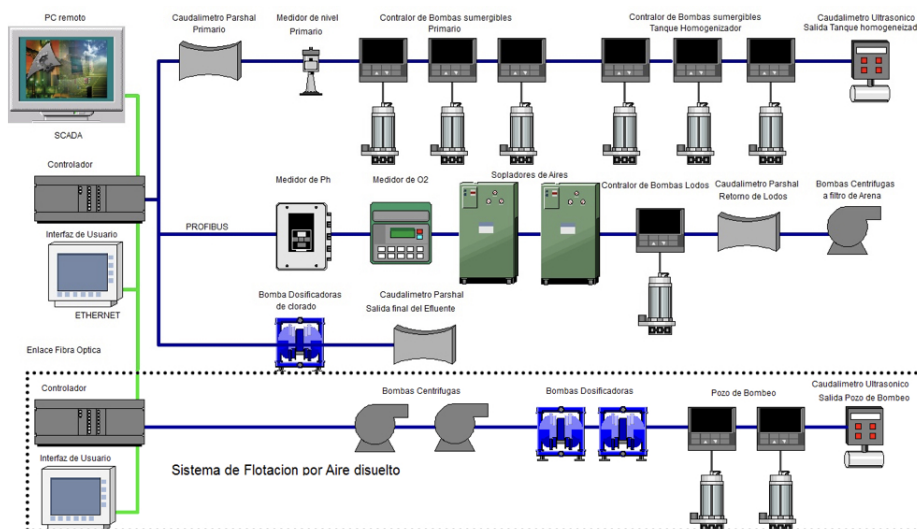 PC remoto
Caudalimetro Parshal
Primario
Medidor de nivel
Primario
Contralor de Bombas sumergibles
Primario
Contralor de Bombas sumergibles
Tanque Homogenizador
Caudalimetro Ultrasonico
Salida Tanque homogeneizad
SCADA
Controlador
Medidor de Ph
Medidor de O2
Sopladores de Aires
Contralor de Bombas Lodos
Caudalimetro Parshal
Retorno de Lodos
Bombas Centrifugas
a filtro de Arena
PROFIBUS
Interfaz de Usuario
ETHERNET
Bomba Dosificadoras
de clorado
Caudalimetro Parshal
Salida final del Efluente
Enlace Fibra Optica
Controlador
Bombas Centrifugas
Bombas Dosificadoras
Pozo de Bombeo
Caudalimetro Ultrasonico
Salida Pozo de Bombeo
Interfaz de Usuario
Sistema de Flotacion por Aire disuelto